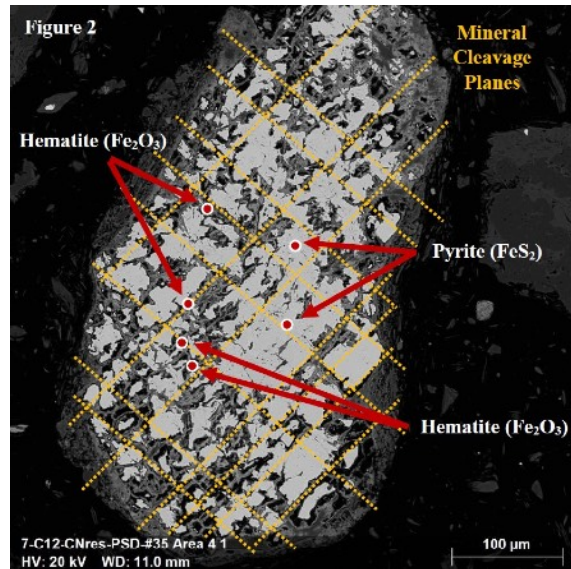 Figure 2
Mineral
Cleavage
Planes
Hematite (Fe₂O₃)
Pyrite (FeS₂)
Hematite (Fe₂O₃)
7-C12-CNres-PSD-#35 Area 4 1
HV: 20 kV WD: 11.0 mm
100 µm